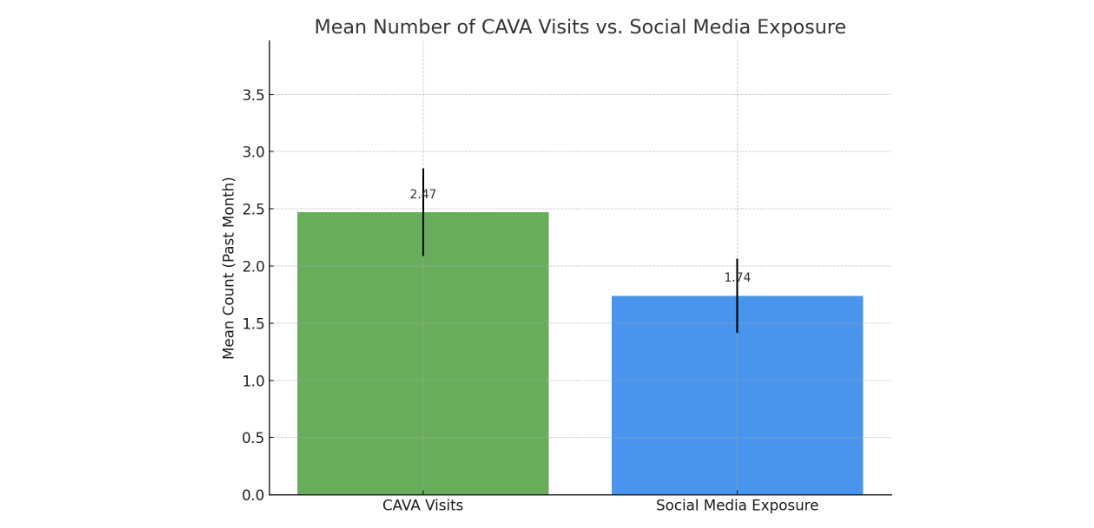 Mean Number of CAVA Visits vs. Social Media Exposure
Mean Count (Past Month)
3.5
3.0
2.5
2.0
1.5
1.0
0.5
0.0
2.47
1.74
CAVA Visits
Social Media Exposure